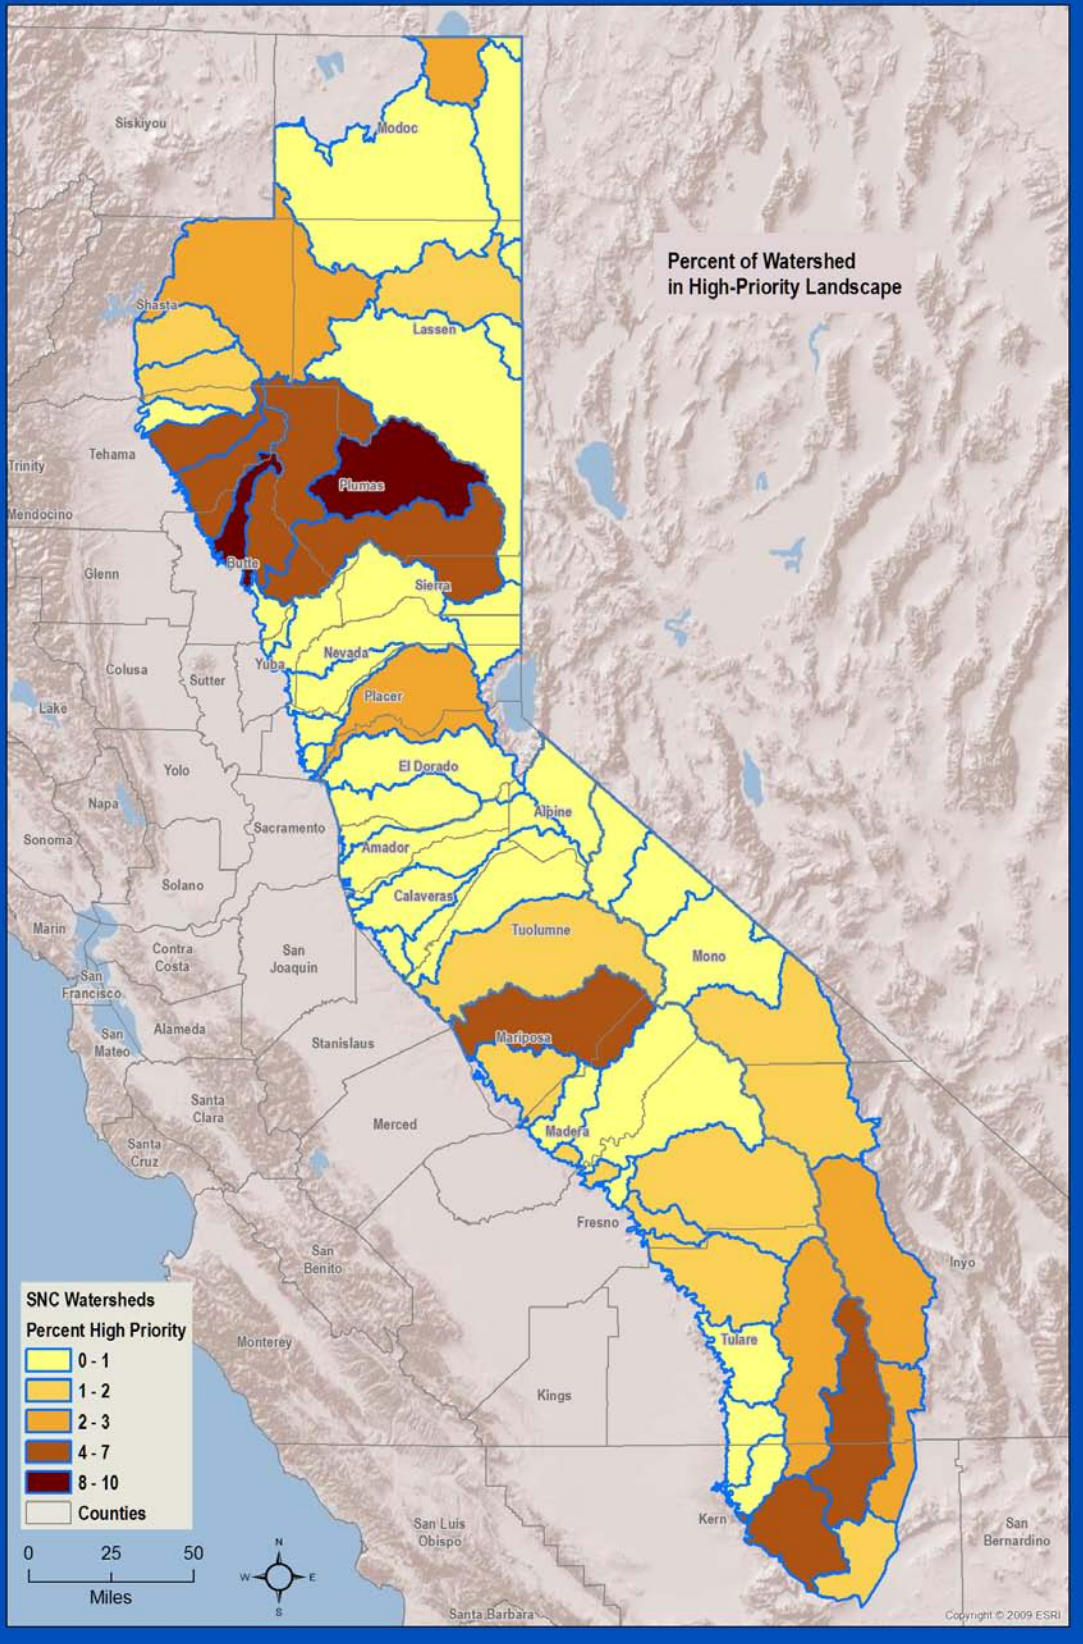 Siskiyou
Modoc
Percent of Watershed
in High-Priority Landscape
Shasta
Lassen
Trinity
Tehama
Plumas
Mendocino
Glenn
Butte
Sierra
Colusa
Sutter
Yuba
Nevada
Lake
Placer
Yolo
El Dorado
Napa
Alpine
Sonoma
Sacramento
Amador
Solano
Calaveras
Marin
Contra
Costa
San
Joaquin
Tuolumne
Mono
San
Francisco
San
Mateo
Alameda
Stanislaus
Mariposa
Santa
Clara
Merced
Madera
Santa
Cruz
Fresno
San
Benito
Inyo
SNC Watersheds
Percent High Priority
0 - 1
1 - 2
2 - 3
4 - 7
8 - 10
Counties
Monterey
Tulare
Kings
San Luis
Obispo
Kern
San
Bernardino
0 25 50
Miles
N
W E
S
Santa Barbara
Copyright © 2009 ESRI